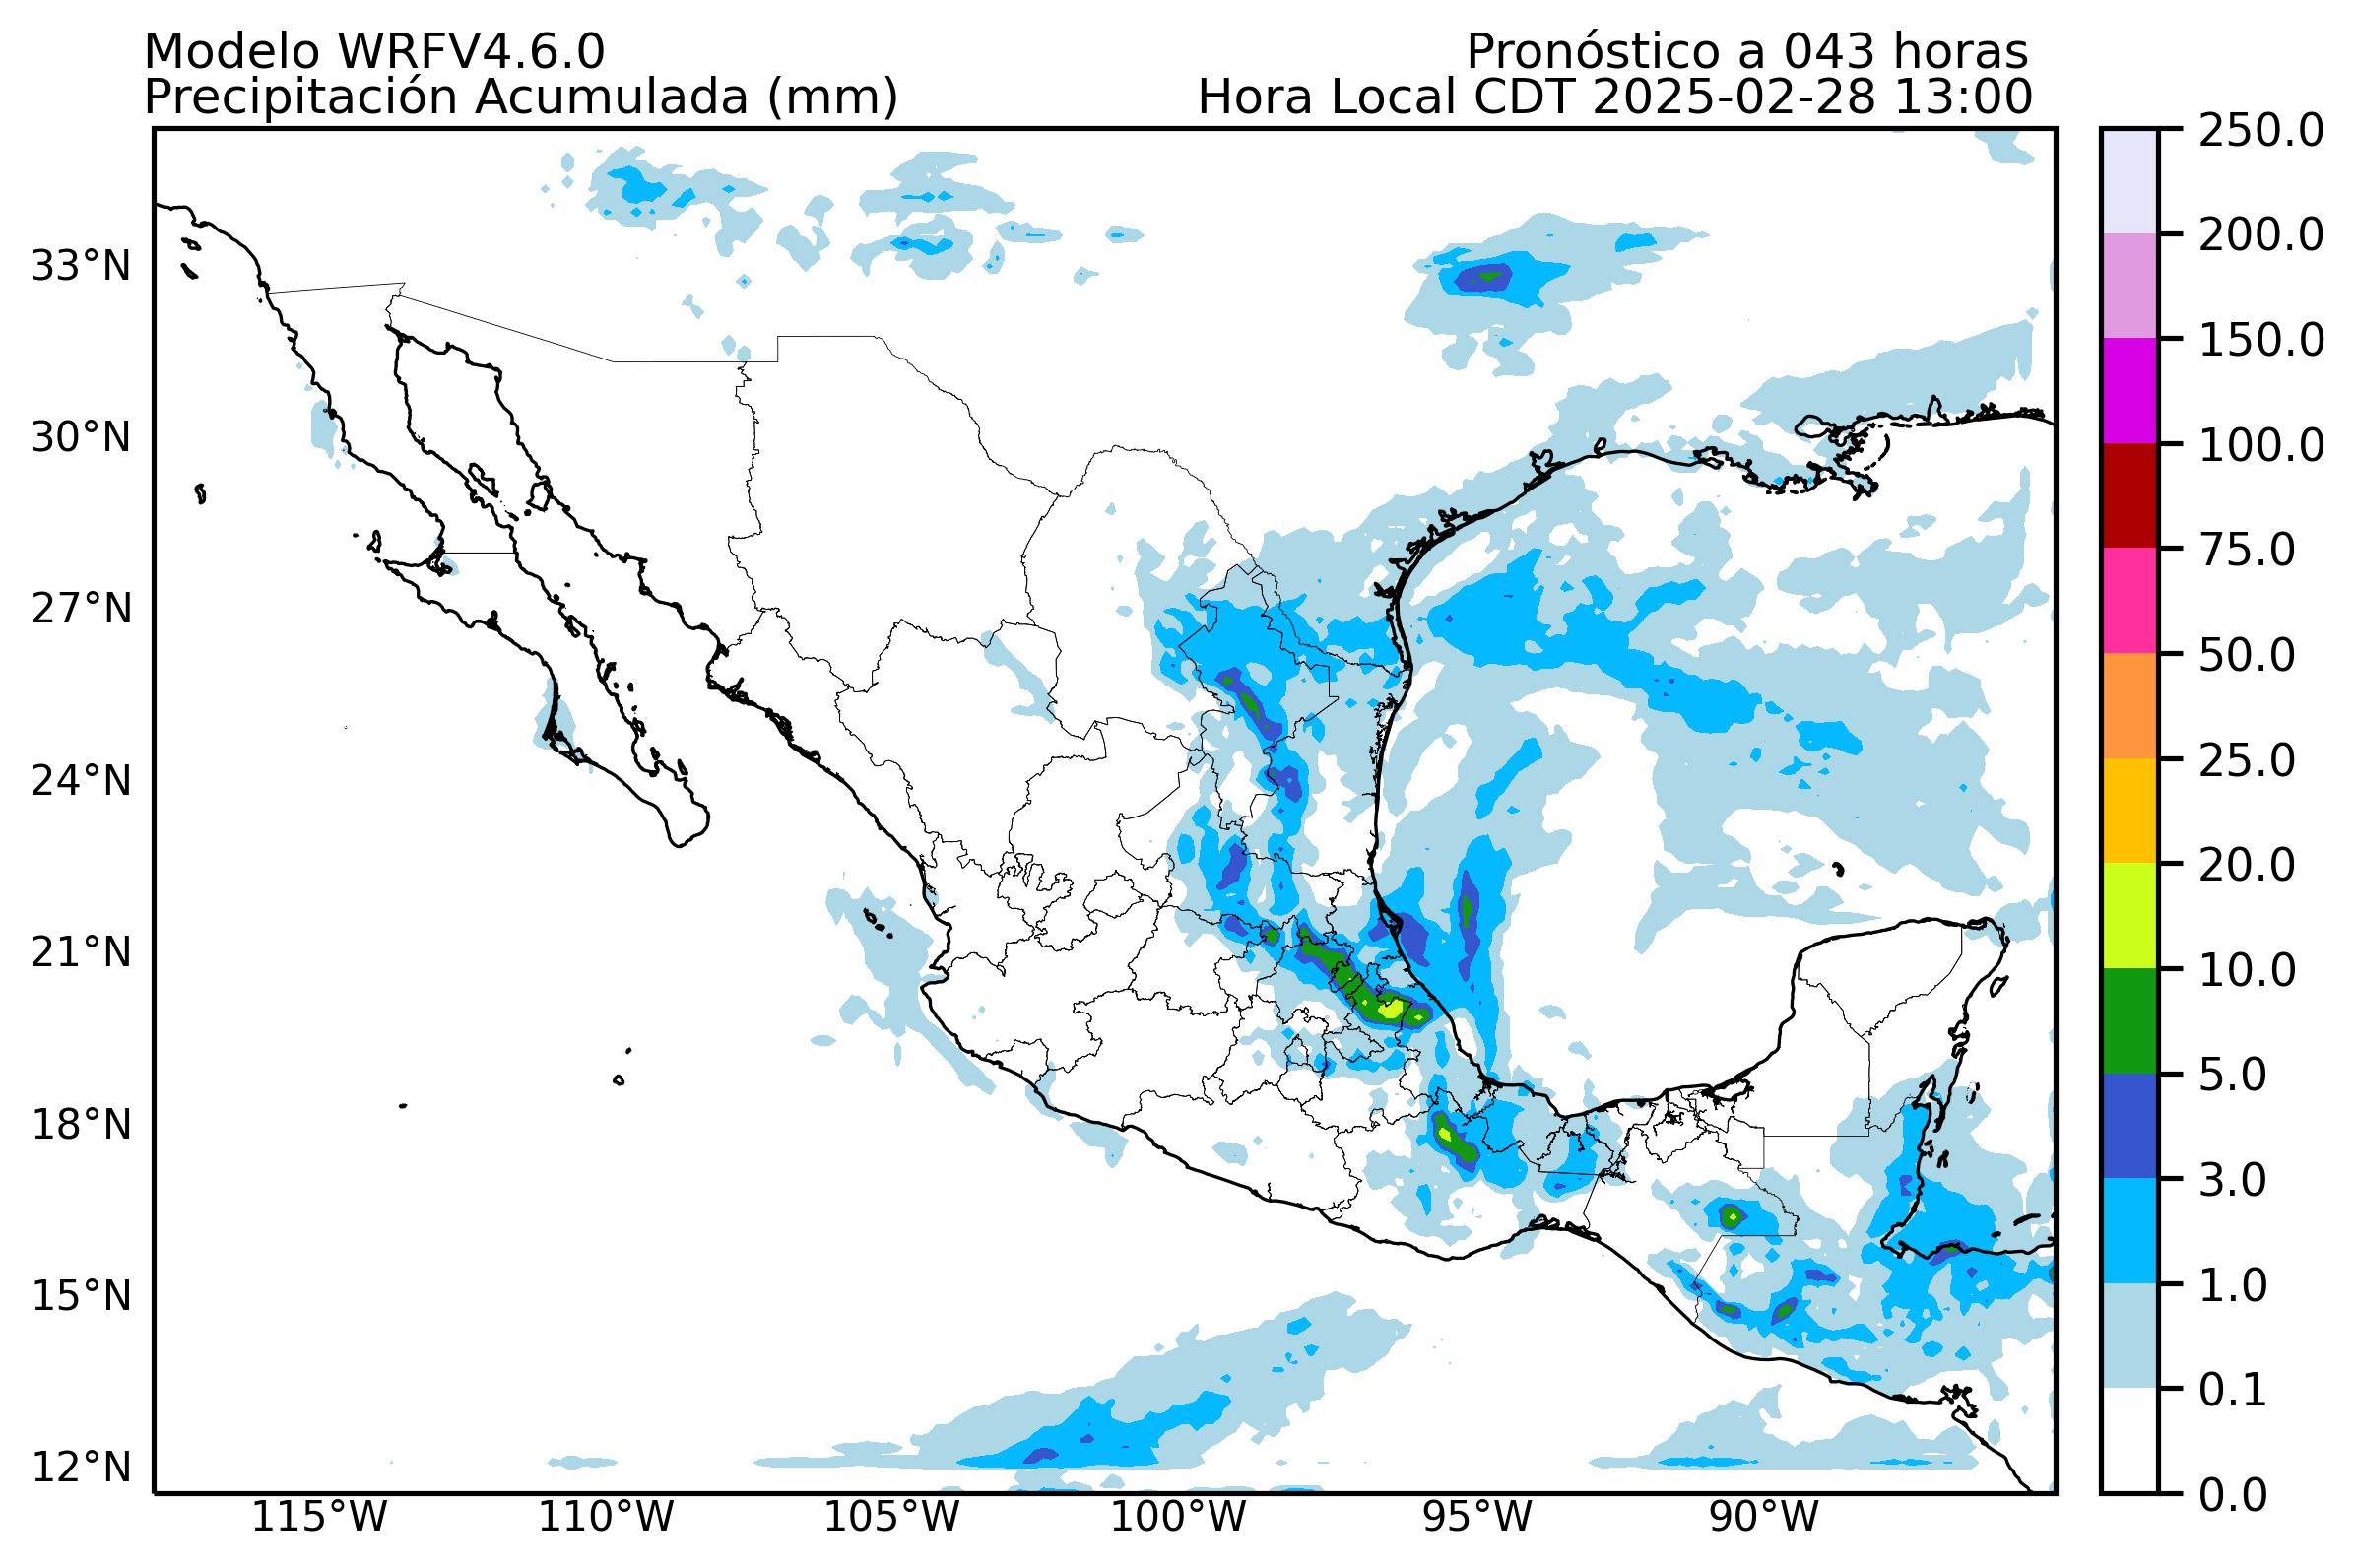 Modelo WRFV4.6.0
Pronóstico a 043 horas
Precipitación Acumulada (mm)
Hora Local CDT 2025-02-28 13:00
33°N
30°N
27°N
24°N
21°N
18°N
15°N
12°N
115°W
110°W
105°W
100°W
95°W
90°W
250.0
200.0
150.0
100.0
75.0
50.0
25.0
20.0
10.0
5.0
3.0
1.0
0.1
0.0